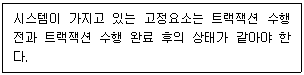 시스템이 가지고 있는 고정요소는 트랙잭션 수행
전과 트랙잭션 수행 완료 후의 상태가 같아야 한
다.